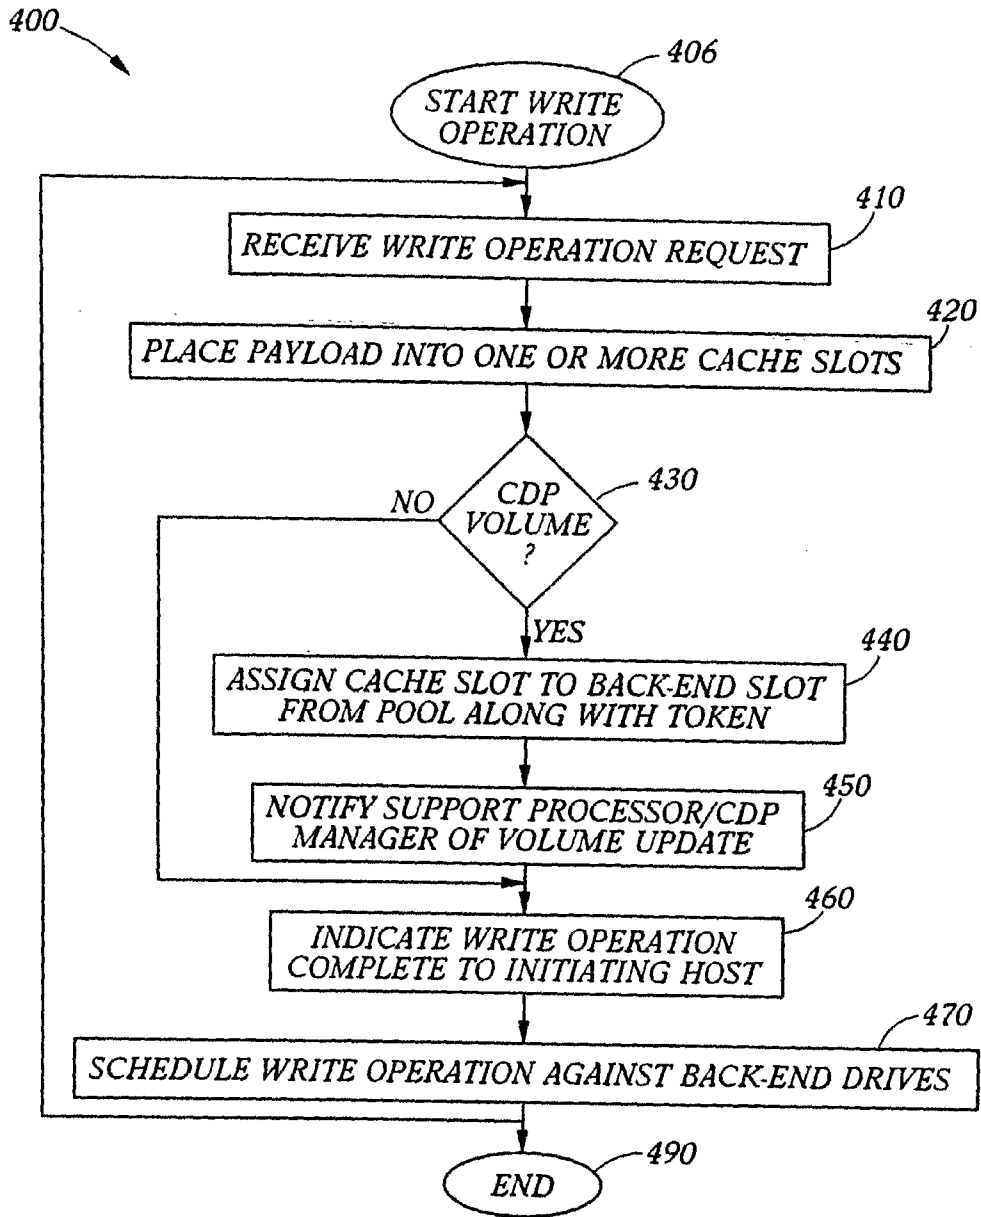 400
406
START WRITE
OPERATION
410
RECEIVE WRITE OPERATION REQUEST
420
PLACE PAYLOAD INTO ONE OR MORE CACHE SLOTS
430
NO
CDP
VOLUME
?
YES
440
ASSIGN CACHE SLOT TO BACK-END SLOT
FROM POOL ALONG WITH TOKEN
450
NOTIFY SUPPORT PROCESSOR/CDP
MANAGER OF VOLUME UPDATE
460
INDICATE WRITE OPERATION
COMPLETE TO INITIATING HOST
470
SCHEDULE WRITE OPERATION AGAINST BACK-END DRIVES
490
END